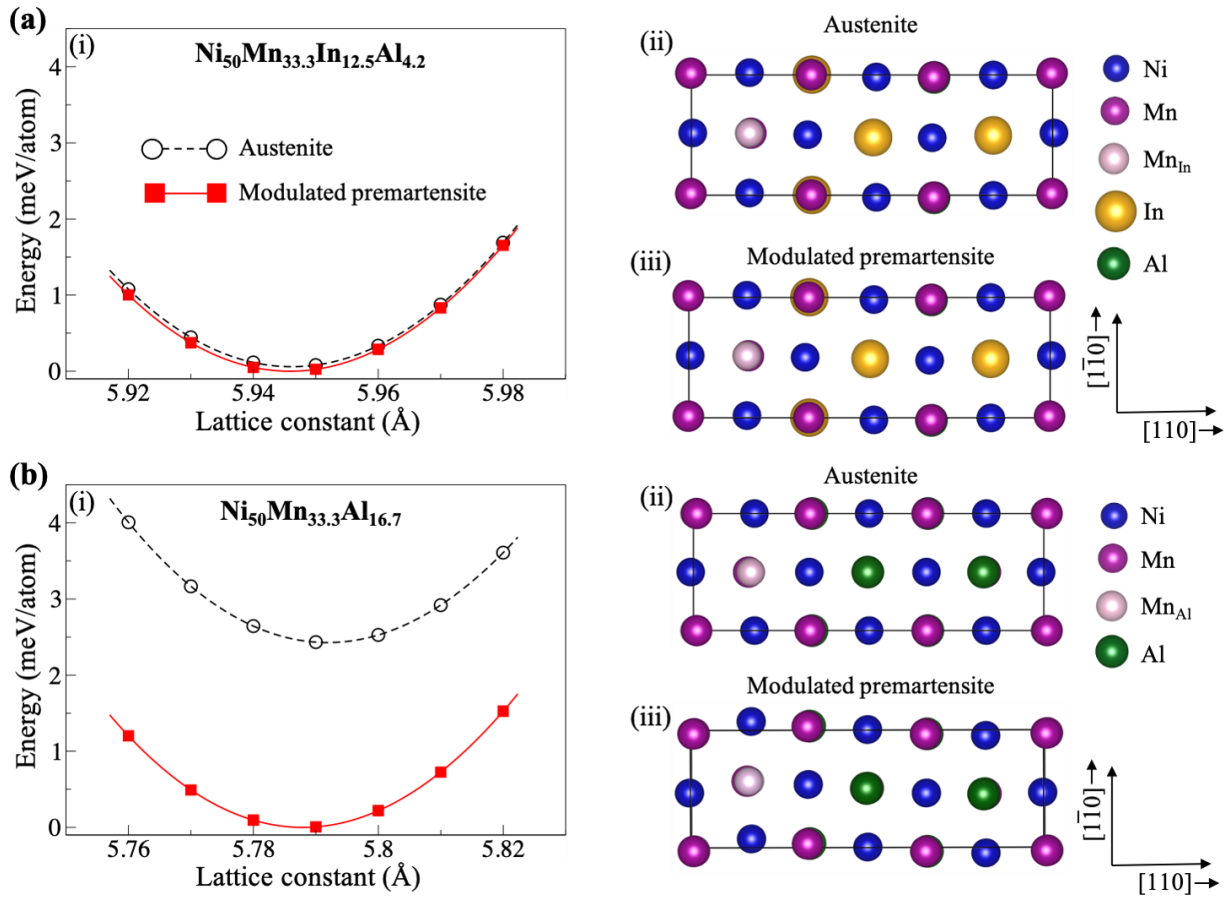 (a)
(i)
Ni50Mn33.3In12.5Al4.2
Energy (meV/atom)
4
3
2
1
0
Austenite
Modulated premartensite
5.92 5.94 5.96 5.98
Lattice constant (Å)
(ii)
Austenite
(iii)
Modulated premartensite
Ni
Mn
MnIn
In
Al
[11̅0]→
[110]→
(b)
(i)
Ni50Mn33.3Al16.7
Energy (meV/atom)
4
3
2
1
0
5.76 5.78 5.8 5.82
Lattice constant (Å)
(ii)
Austenite
(iii)
Modulated premartensite
Ni
Mn
MnAl
Al
[11̅0]→
[110]→